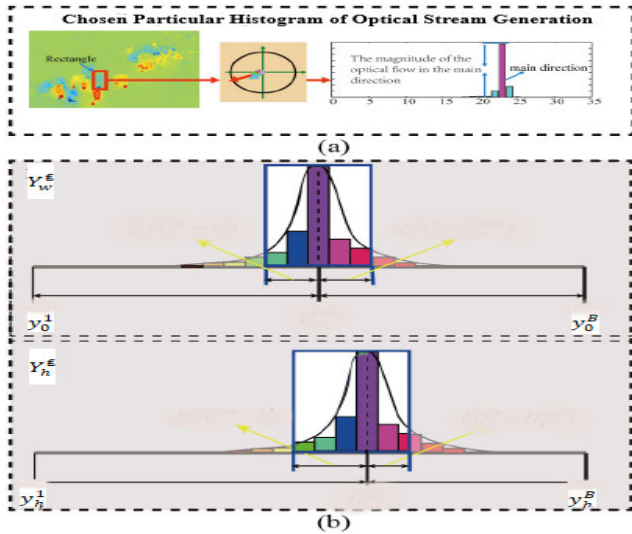 Chosen Particular Histogram of Optical Stream Generation
Rectangle
The magnitude of the
optical flow in the main
direction
main direction
0 5 10 15 20 25 30 35
(a)
Y_w^€
y_0^1 y_0^B
Y_h^€
y_h^1 y_h^B
(b)